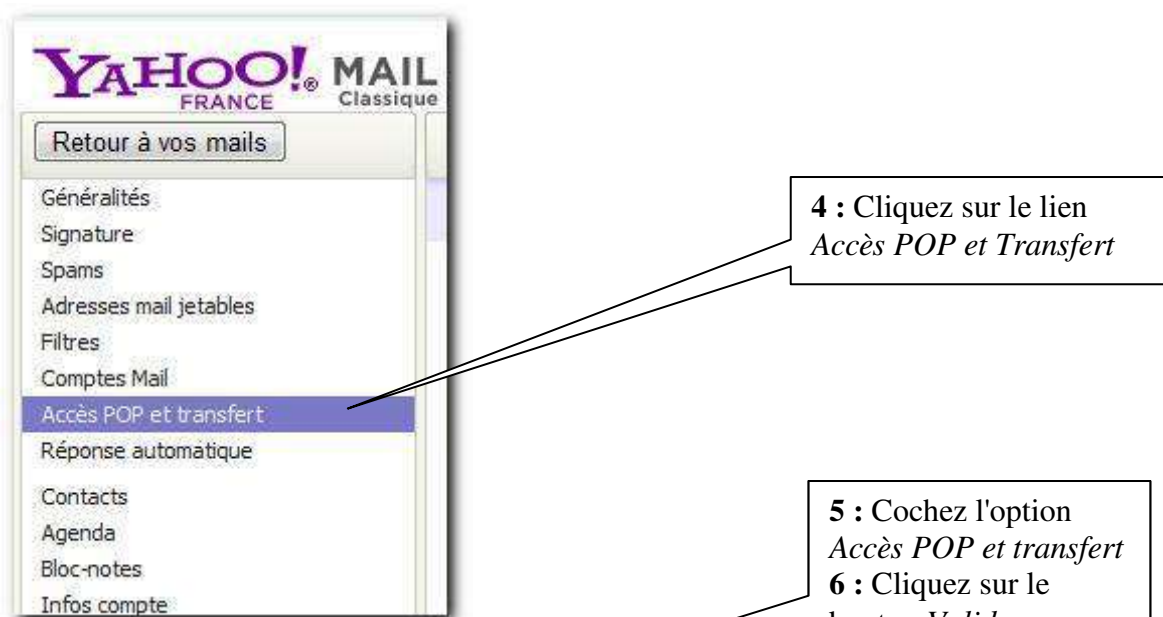 YAHOO!® MAIL
FRANCE Classique
Retour à vos mails
Généralités
Signature
Spams
Adresses mail jetables
Filtres
Comptes Mail
Accès POP et transfert
Réponse automatique
Contacts
Agenda
Bloc-notes
Infos compte
4 : Cliquez sur le lien
Accès POP et Transfert
5 : Cochez l'option
Accès POP et transfert
6 : Cliquez sur le